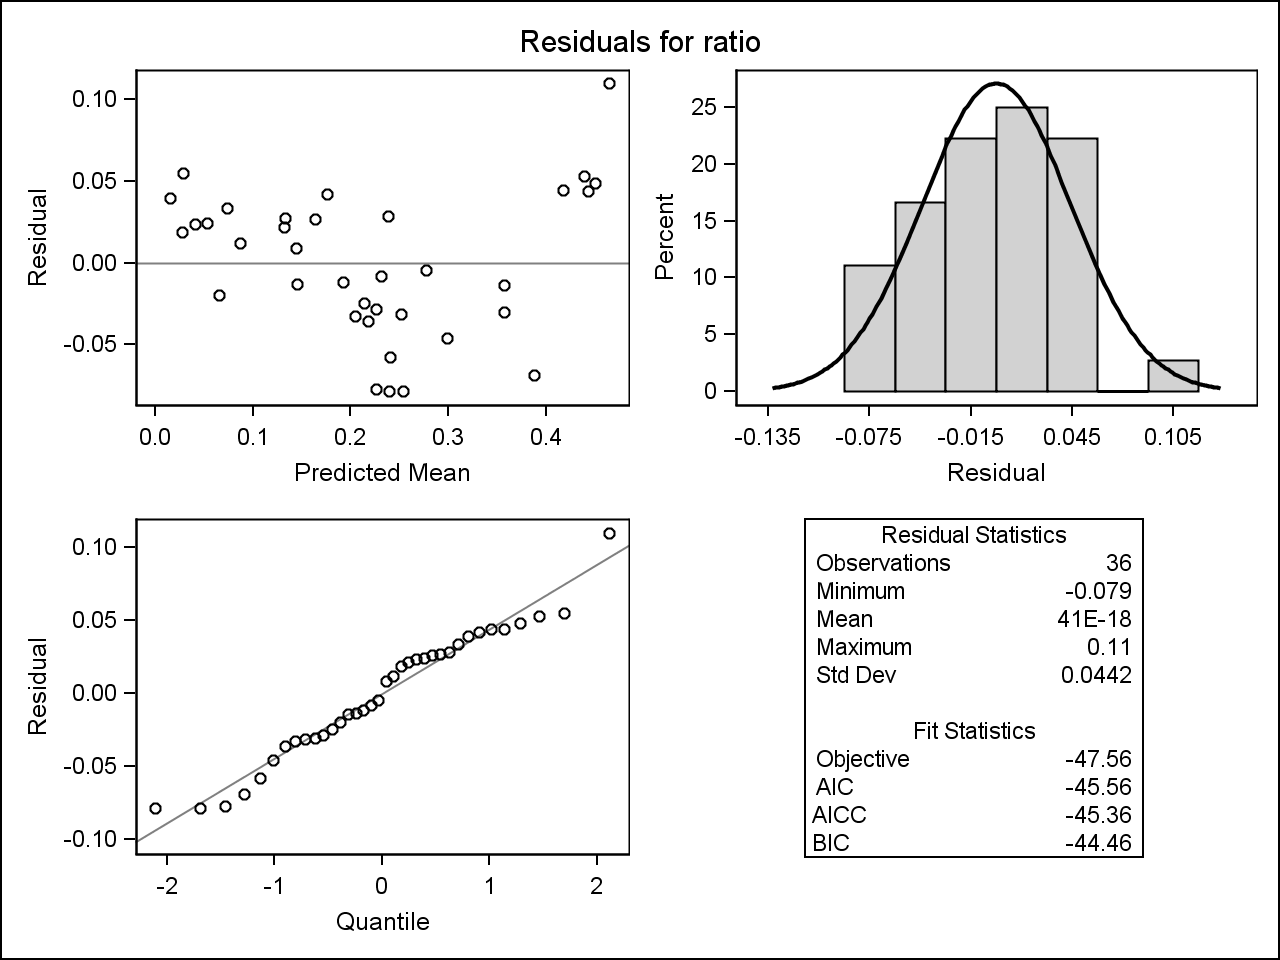 Residuals for ratio
0.10
0.05
0.00
-0.05
Residual
0.0 0.1 0.2 0.3 0.4
Predicted Mean
25
20
15
10
5
0
Percent
-0.135 -0.075 -0.015 0.045 0.105
Residual
0.10
0.05
0.00
-0.05
-0.10
Residual
-2 -1 0 1 2
Quantile
Residual Statistics
Observations 36
Minimum -0.079
Mean 41E-18
Maximum 0.11
Std Dev 0.0442
Fit Statistics
Objective -47.56
AIC -45.56
AICC -45.36
BIC -44.46